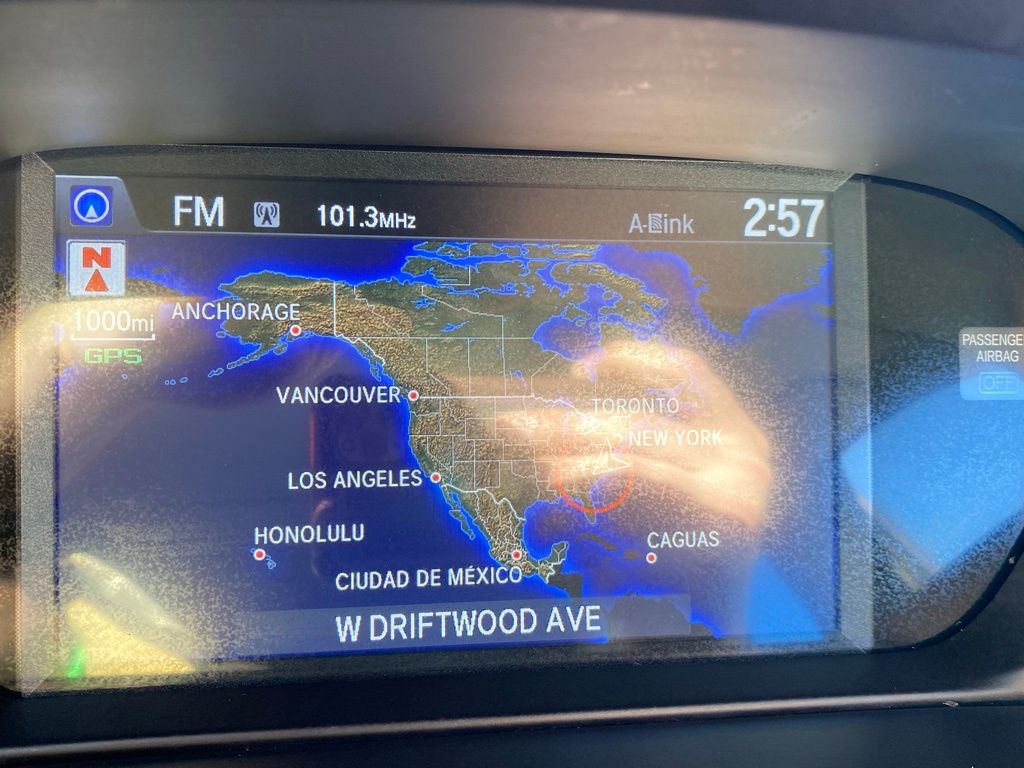 FM 101.3MHz A-Link 2:57
N
1000mi
GPS
ANCHORAGE
VANCOUVER
TORONTO
NEW YORK
LOS ANGELES
HONOLULU
CAGUAS
CIUDAD DE MÉXICO
W DRIFTWOOD AVE
PASSENGE
AIRBAG
OFF